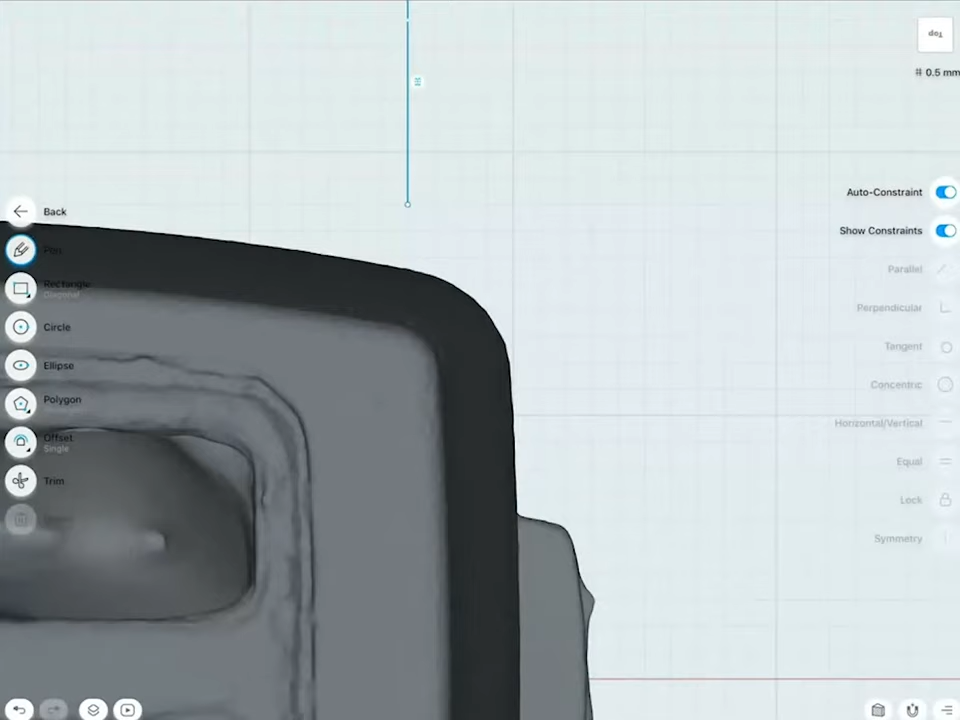 Top
0.5 mm
Back
Pen
Rectangle
Diagonal
Circle
Ellipse
Polygon
Offset
Single
Trim
Auto-Constraint
Show Constraints
Parallel
Perpendicular
Tangent
Concentric
Horizontal/Vertical
Equal
Lock
Symmetry